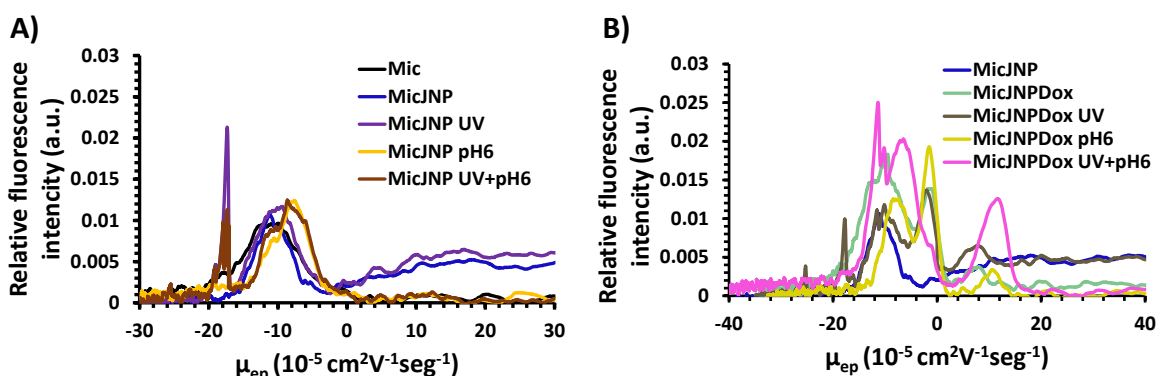 A)
Relative fluorescence
intencity (a.u.)
0.03
0.025
0.02
0.015
0.01
0.005
0
-30 -20 -10 0 10 20 30
μep (10-5 cm2V-1seg-1)
Mic
MicJNP
MicJNP UV
MicJNP pH6
MicJNP UV+pH6
B)
Relative fluorescence
intensity (a.u.)
0.03
0.025
0.02
0.015
0.01
0.005
0
-40 -20 0 20 40
μep (10-5 cm2V-1seg-1)
MicJNP
MicJNPDox
MicJNPDox UV
MicJNPDox pH6
MicJNPDox UV+pH6